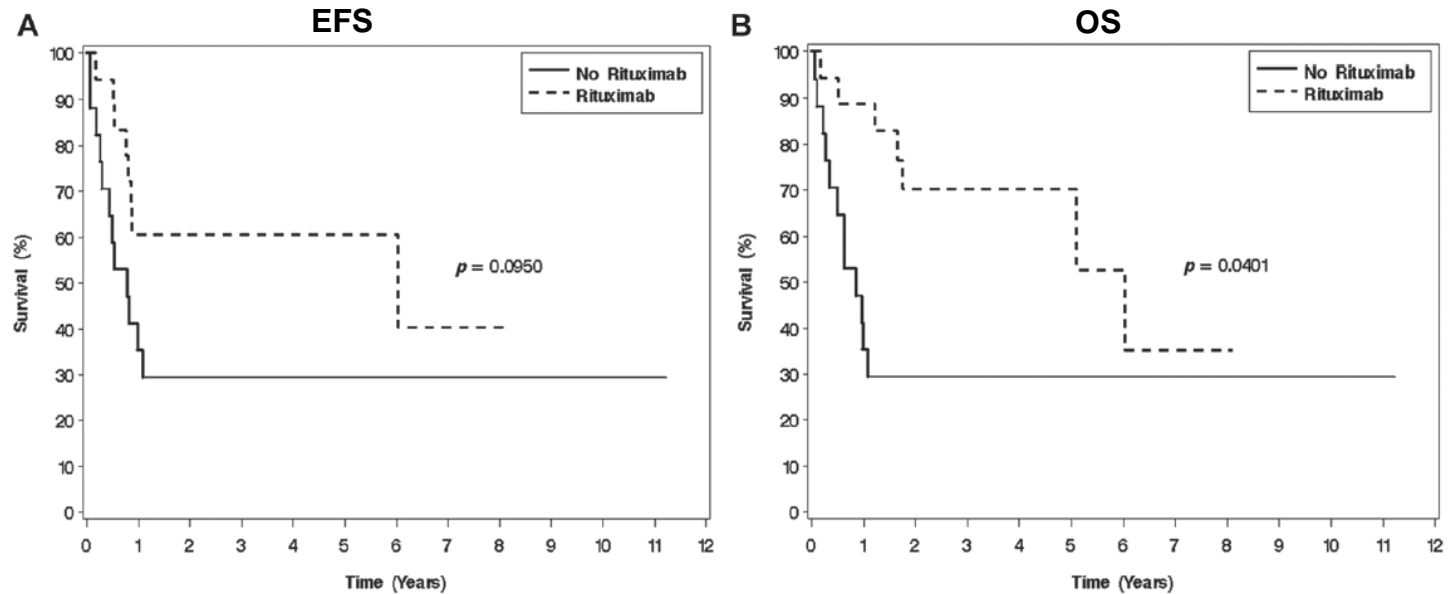 A
EFS
No Rituximab
Rituximab
100
90
80
70
60
50
40
30
20
10
0
Survival (%)
p = 0.0950
0 1 2 3 4 5 6 7 8 9 10 11 12
Time (Years)
B
OS
No Rituximab
Rituximab
100
90
80
70
60
50
40
30
20
10
0
Survival (%)
p = 0.0401
0 1 2 3 4 5 6 7 8 9 10 11 12
Time (Years)